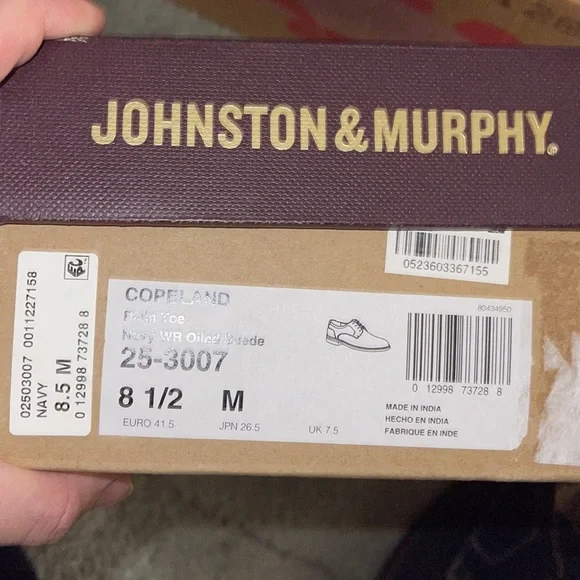 JOHNSTON & MURPHY®
0523603367155
02503007 0011227158
NAVY
8.5 M
0 12998 73728 8
COPELAND
Plain Toe
Navy WR Oiled Suede
25-3007
8 1/2 M
EURO 41.5 JPN 26.5 UK 7.5
80434950
0 12998 73728 8
MADE IN INDIA
HECHO EN INDIA
FABRIQUE EN INDE